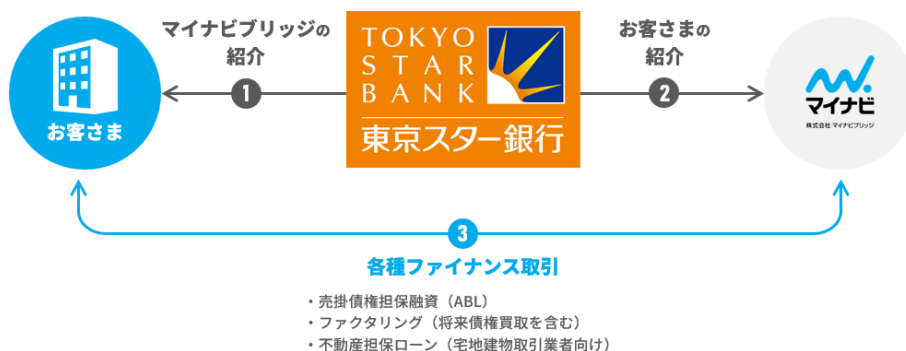 マイナビブリッジの
紹介
1
お客さま
TOKYO
STAR
BANK
東京スター銀行
お客さまの
紹介
2
マイナビ
株式会社 マイナビブリッジ
3
各種ファイナンス取引
・売掛債権担保融資（ABL）
・ファクタリング（将来債権買取を含む）
・不動産担保ローン（宅地建物取引業者向け）